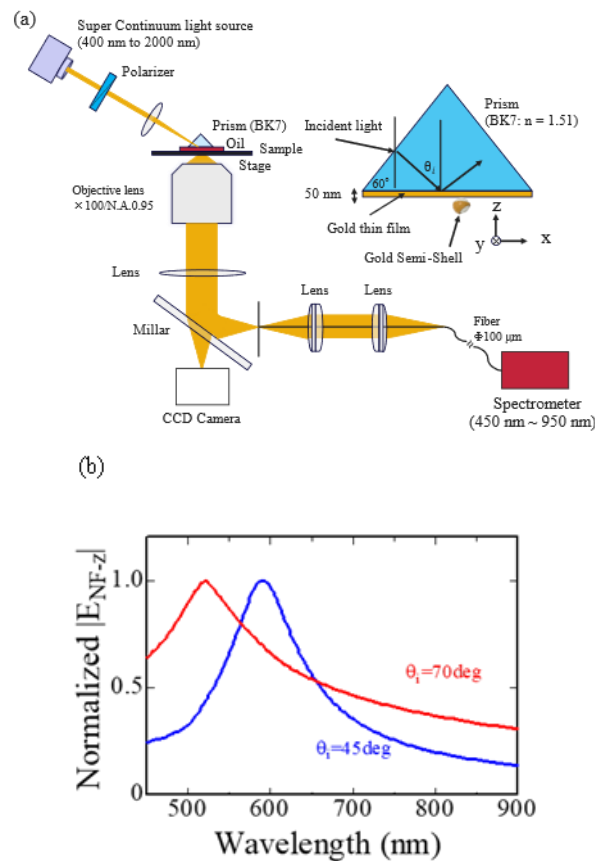 (a)
Super Continuum light source
(400 nm to 2000 nm)
Polarizer
Prism (BK7)
Oil
Sample
Stage
Objective lens
×100/N.A.0.95
Lens
Millar
CCD Camera
Lens
Lens
Fiber
Φ100 μm
Spectrometer
(450 nm ~ 950 nm)
Incident light
Prism
(BK7: n = 1.51)
θi
60°
50 nm
Gold thin film
Gold Semi-Shell
z
y
x
(b)
Normalized |ENF-Z|
1.0
0.5
0
θi=70deg
θi=45deg
500
600
700
800
900
Wavelength (nm)